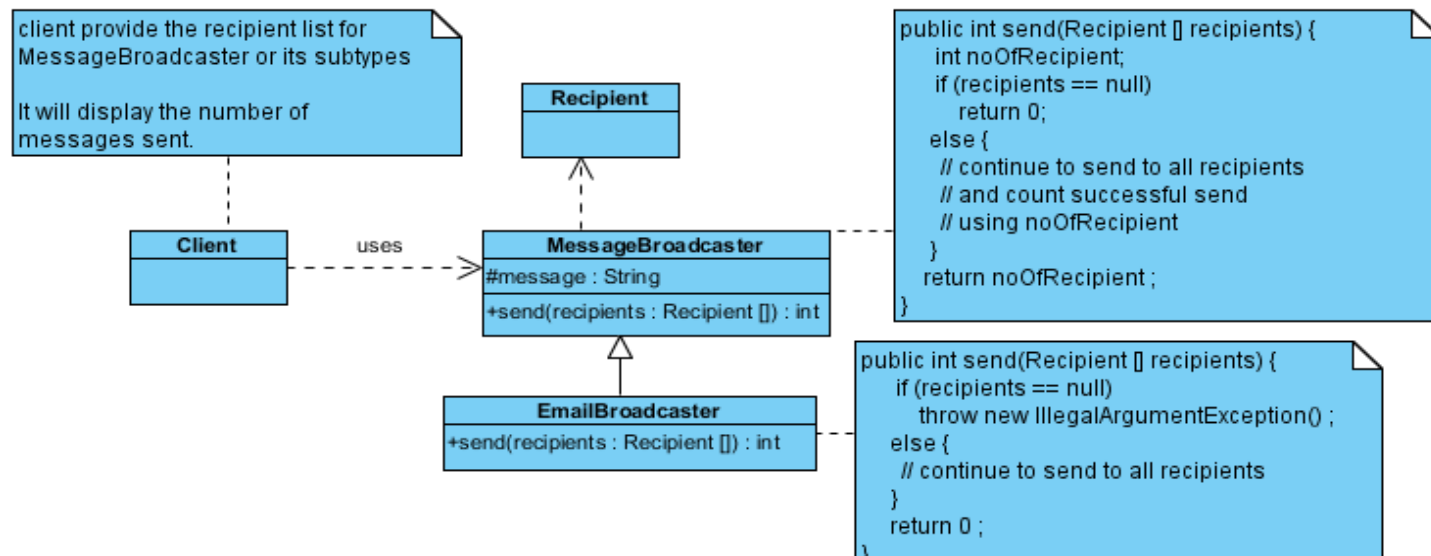 client provide the recipient list for
MessageBroadcaster or its subtypes
It will display the number of
messages sent.
Recipient
public int send(Recipient [] recipients) {
int noOfRecipient;
if (recipients == null)
return 0;
else {
// continue to send to all recipients
// and count successful send
// using noOfRecipient
}
return noOfRecipient ;
}
Client
uses
MessageBroadcaster
#message : String
+send(recipients : Recipient []) : int
EmailBroadcaster
+send(recipients : Recipient []) : int
public int send(Recipient [] recipients) {
if (recipients == null)
throw new IllegalArgumentException() ;
else {
// continue to send to all recipients
}
return 0 ;
}